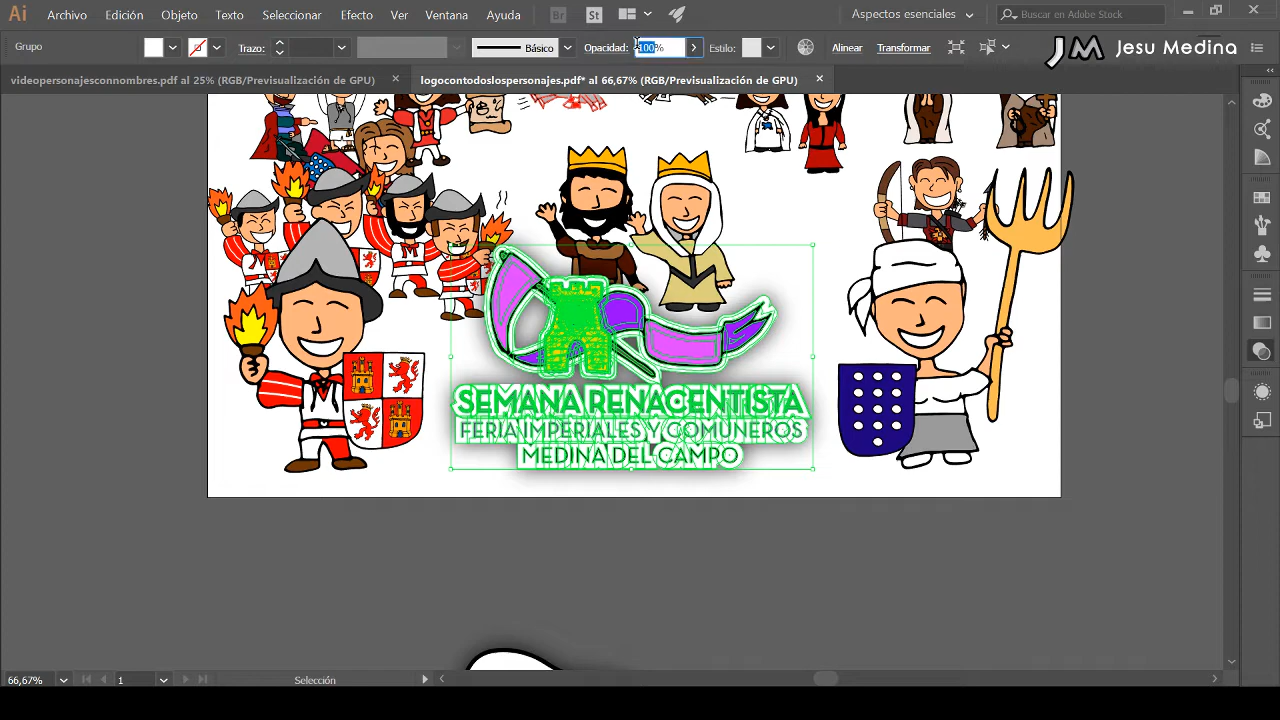 Ai Archivo Edición Objeto Texto Seleccionar Efecto Ver Ventana Ayuda Br St Aspectos esenciales Buscar en Adobe Stock
Grupo Trazo: Básico Opacidad: 100% Estilo: Alinear Transformar
JM Jesu Medina
videopersonajesconnombres.pdf al 25% (RGB/Previsualización de GPU) logocontodoslospersonajes.pdf* al 66,67% (RGB/Previsualización de GPU)
SEMANA RENACENTISTA
FERIA IMPERIALES Y COMUNEROS
MEDINA DEL CAMPO
66,67% 1 Selección